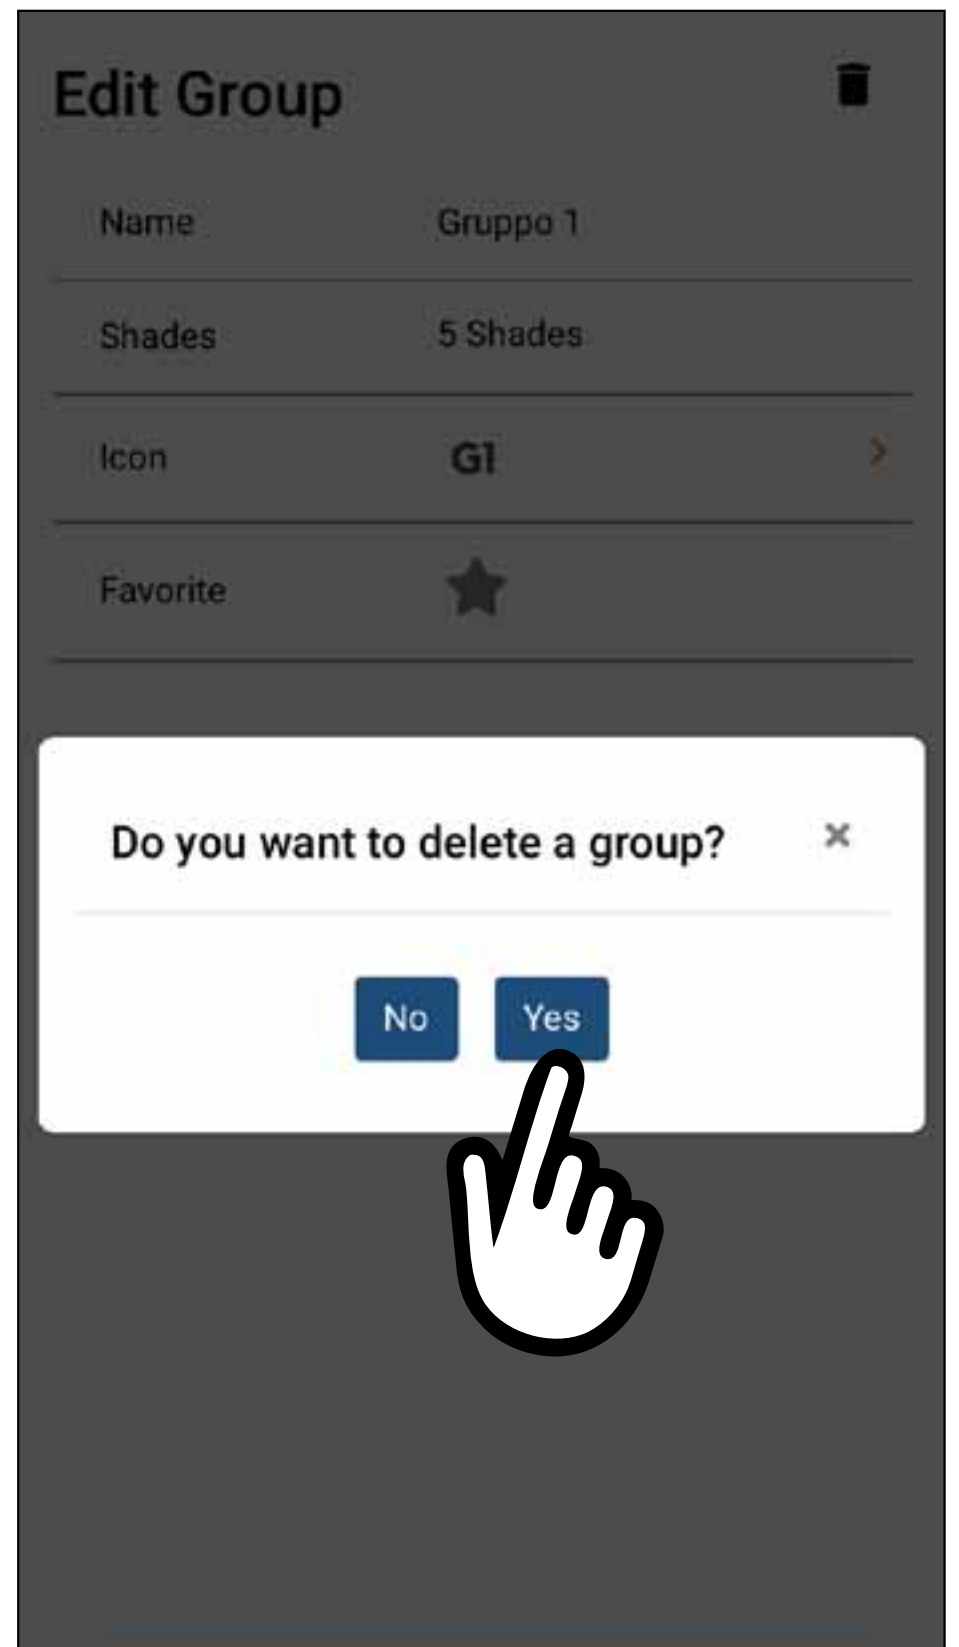 Edit Group
Name Gruppo 1
Shades 5 Shades
Icon G1
Favorite
Do you want to delete a group?
No Yes